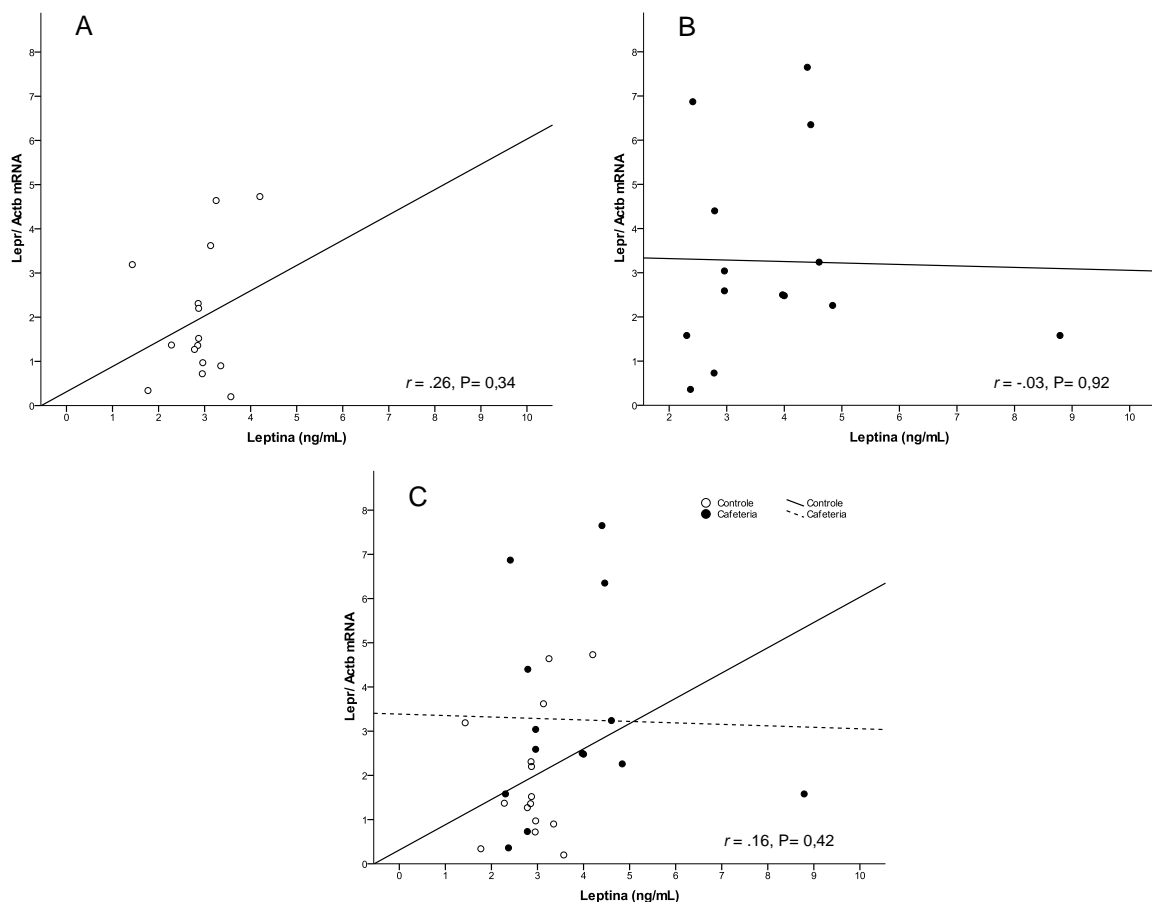 A
8
7
6
5
4
3
2
1
0
Lepr/ Actb mRNA
r = .26, P= 0,34
0 1 2 3 4 5 6 7 8 9 10
Leptina (ng/mL)
B
8
7
6
5
4
3
2
1
0
Lepr/ Actb mRNA
r = -.03, P= 0,92
2 3 4 5 6 7 8 9 10
Leptina (ng/mL)
C
Controle Controle
Cafeteria Cafeteria
8
7
6
5
4
3
2
1
0
Lepr/ Actb mRNA
r = .16, P= 0,42
0 1 2 3 4 5 6 7 8 9 10
Leptina (ng/mL)